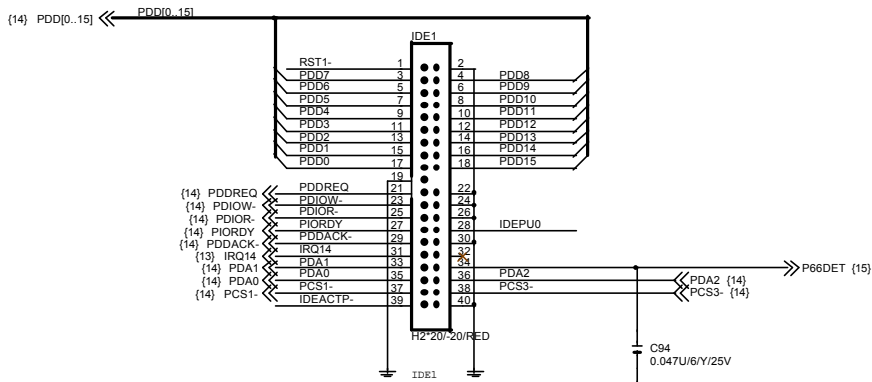 {14} PDD[0..15] PDD[0..15]
IDE1
RST1- 1 2
PDD7 3 4 PDD8
PDD6 5 6 PDD9
PDD5 7 8 PDD10
PDD4 9 10 PDD11
PDD3 11 12 PDD12
PDD2 13 14 PDD13
PDD1 15 16 PDD14
PDD0 17 18 PDD15
19
{14} PDDREQ PDDREQ 21 22
{14} PDIOW- PDIOW- 23 24
{14} PDIOR- PDIOR- 25 26
{14} PIORDY PIORDY 27 28 IDEPU0
{14} PDDACK- PDDACK- 29 30
{13} IRQ14 IRQ14 31 32
{14} PDA1 PDA1 33 34 P66DET {15}
{14} PDA0 PDA0 35 36 PDA2 PDA2 {14}
{14} PCS1- PCS1- 37 38 PCS3- PCS3- {14}
IDEACTP- 39 40
H2*20/-20/RED
C94
0.047U/6/Y/25V
IDE1